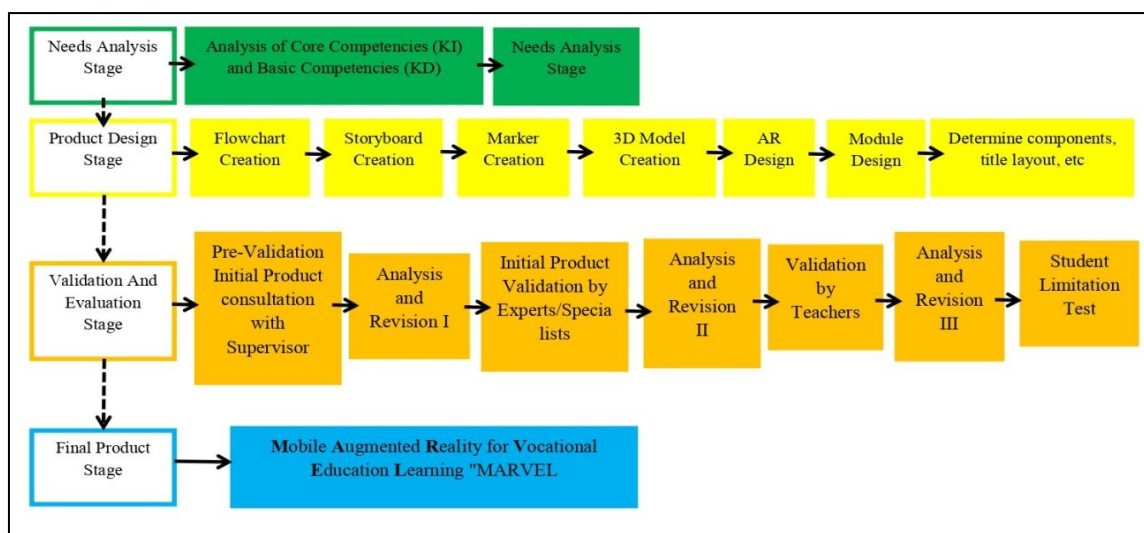 Needs Analysis
Stage
Analysis of Core Competencies (KI)
and Basic Competencies (KD)
Needs Analysis
Stage
Product Design
Stage
Flowchart
Creation
Storyboard
Creation
Marker
Creation
3D Model
Creation
AR
Design
Module
Design
Determine components,
title layout, etc
Validation And
Evaluation
Stage
Pre-Validation
Initial Product
consultation
with
Supervisor
Analysis
and
Revision I
Initial Product
Validation by
Experts/Specia
lists
Analysis
and
Revision
II
Validation
by
Teachers
Analysis
and
Revision
III
Student
Limitation
Test
Final Product
Stage
Mobile Augmented Reality for Vocational
Education Learning "MARVEL